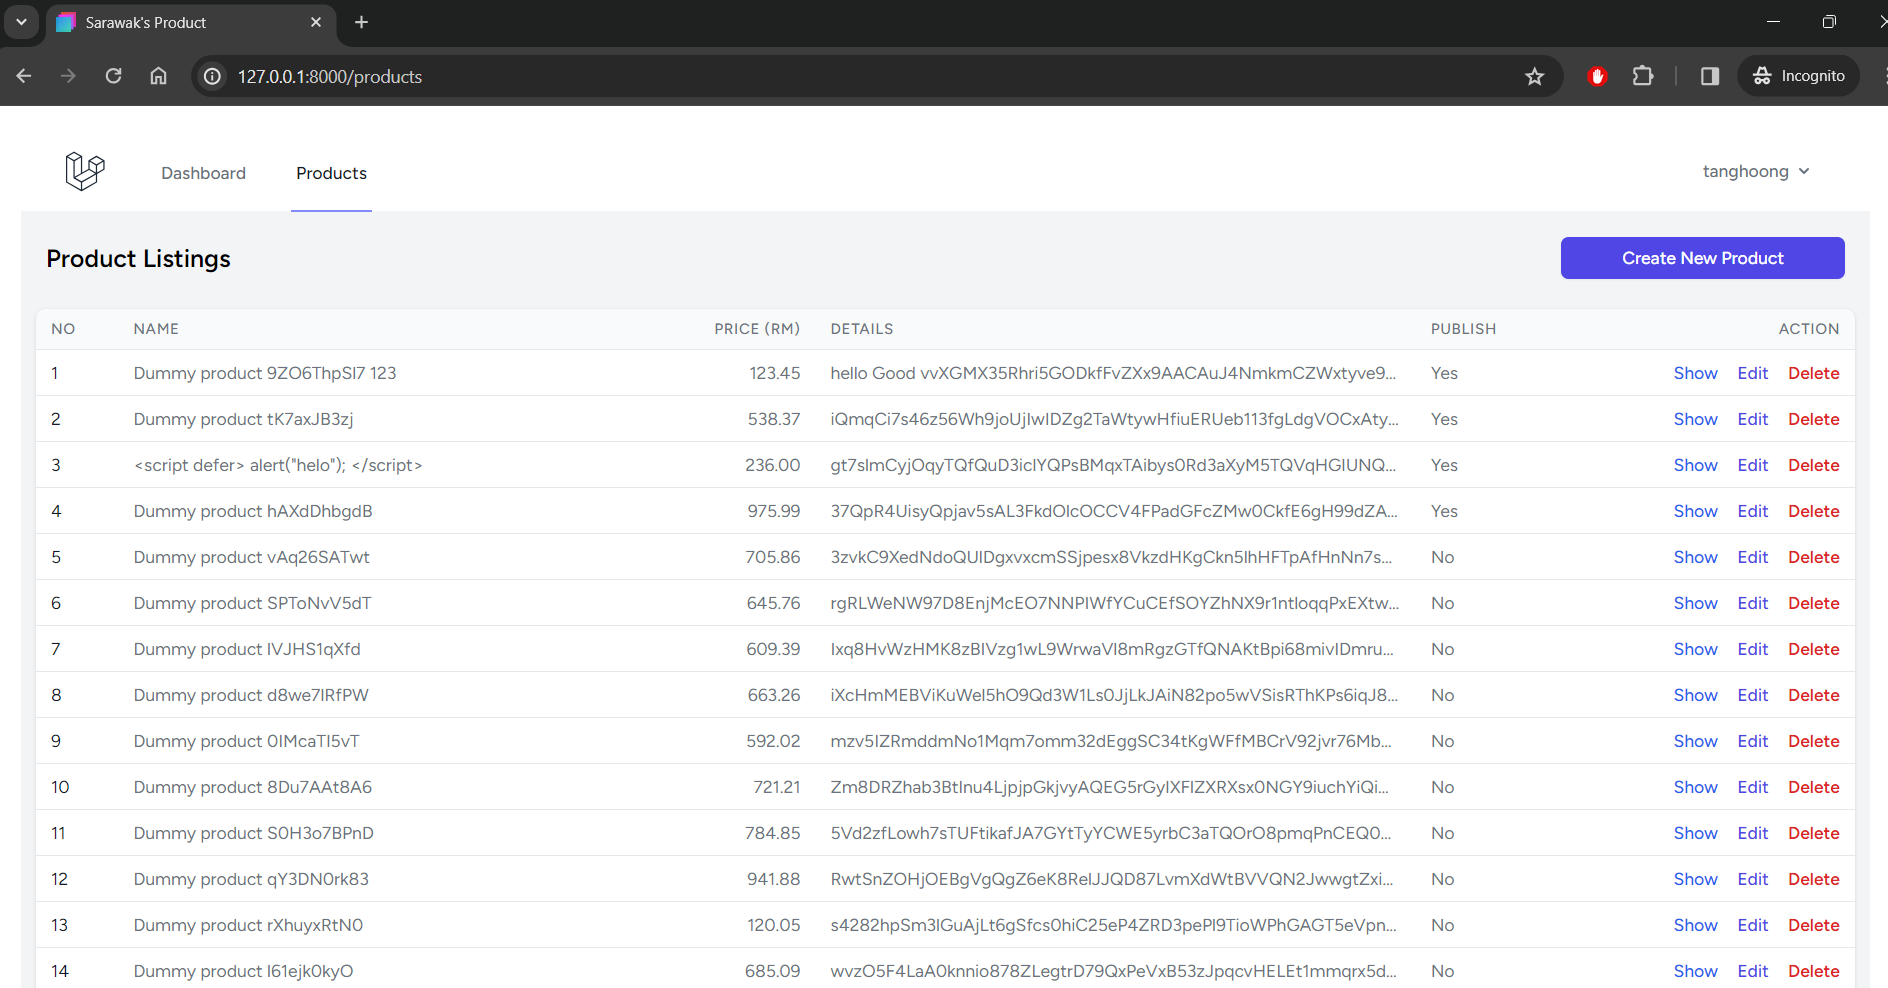 Sarawak's Product
127.0.0.1:8000/products
Incognito
Dashboard Products tanghoong
Product Listings Create New Product
NO NAME PRICE (RM) DETAILS PUBLISH ACTION
1 Dummy product 9ZO6ThpSI7 123 123.45 hello Good vvXGMX35Rhri5GODkfFvZXx9AACAuJ4NmkmCZWxtyve9... Yes Show Edit Delete
2 Dummy product tK7axJB3zj 538.37 iQmqCi7s46z56Wh9joUjIwIDZg2TaWtywHfiuERUeb113fgLdgVOCxAty... Yes Show Edit Delete
3 <script defer> alert("helo"); </script> 236.00 gt7sImCyjOqyTQfQuD3icIYQPsBMqxTAibys0Rd3aXyM5TQVqHGIUNQ... Yes Show Edit Delete
4 Dummy product hAXdDhbgdB 975.99 37QpR4UisyQpjav5sAL3FkdOIcOCCV4FPadGFcZMw0CkfE6gH99dZA... Yes Show Edit Delete
5 Dummy product vAq26SATwt 705.86 3zvkC9XedNdoQUIDgxvxcmSSjpesx8VkzdHKgCkn5lhHFTpAfHnNn7s... No Show Edit Delete
6 Dummy product SPToNvV5dT 645.76 rgRLWeNW97D8EnjMcEO7NNPIWfYCuCEfSOYZhNX9r1ntloqqPxEXtw... No Show Edit Delete
7 Dummy product IVJHS1qXfd 609.39 Ixq8HvWzHMK8zBIVzg1wL9WrwaVI8mRgzGTfQNAKtBpi68mivIDmru... No Show Edit Delete
8 Dummy product d8we7IRfPW 663.26 iXcHmMEBViKuWeI5hO9Qd3W1Ls0JjLkJAiN82po5wVSisRThKPs6iqJ8... No Show Edit Delete
9 Dummy product 0IMcaTI5vT 592.02 mzv5IZRmddmNo1Mqm7omm32dEggSC34tKgWFfMBCrV92jvr76Mb... No Show Edit Delete
10 Dummy product 8Du7AAt8A6 721.21 Zm8DRZhab3BtInu4LjpjpGkjvyAQEG5rGyIXFIZXRXsx0NGY9iuchYiQi... No Show Edit Delete
11 Dummy product S0H3o7BPnD 784.85 5Vd2zfLowh7sTUFtikafJA7GYtTyYCWE5yrbC3aTQOrO8pmqPnCEQ0... No Show Edit Delete
12 Dummy product qY3DN0rk83 941.88 RwtSnZOHjOEBgVgQgZ6eK8ReIJJQD87LvmXdWtBVVQN2JwwgtZxi... No Show Edit Delete
13 Dummy product rXhuyxRtN0 120.05 s4282hpSm3lGuAjLt6gSfcs0hiC25eP4ZRD3pePI9TioWPhGAGT5eVpn... No Show Edit Delete
14 Dummy product I61ejk0kyO 685.09 wvzO5F4LaA0knnio878ZLegtrD79QxPeVxB53zJpqcvHELEt1mmqrx5d... No Show Edit Delete